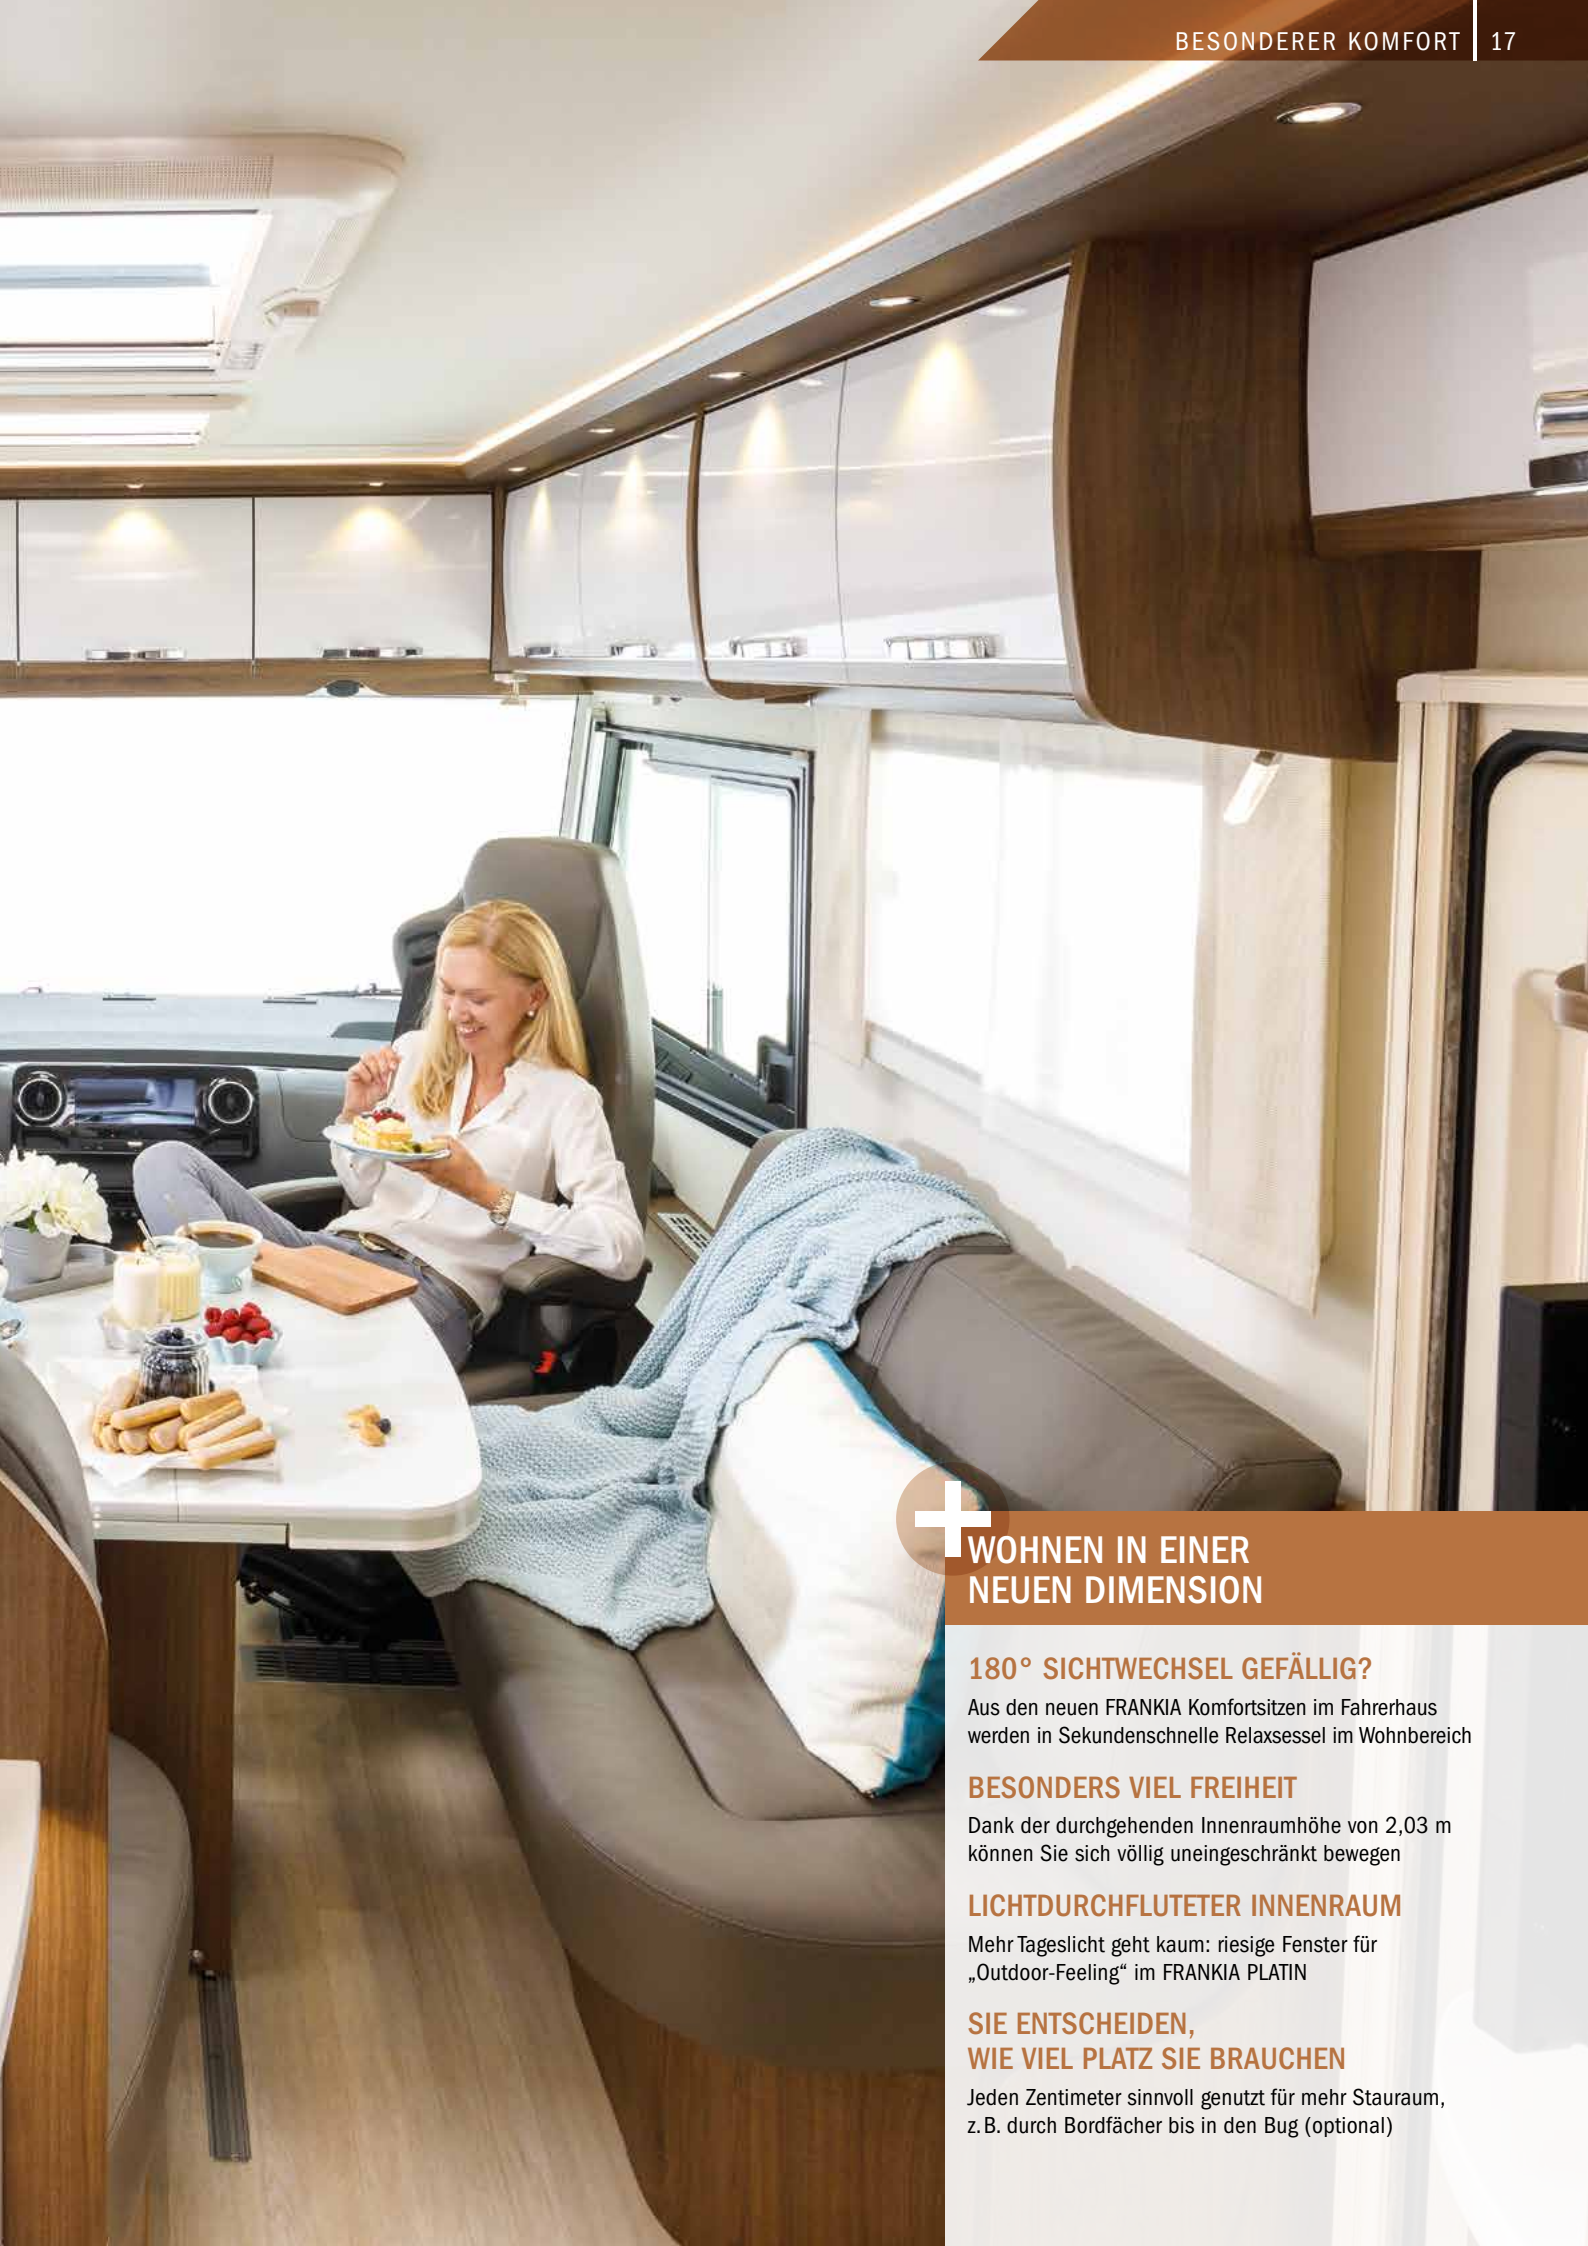 BESONDERER KOMFORT 17
WOHNEN IN EINER
NEUEN DIMENSION
180° SICHTWECHSEL GEFÄLLIG?
Aus den neuen FRANKIA Komfortsitzen im Fahrerhaus
werden in Sekundenschnelle Relaxsessel im Wohnbereich
BESONDERS VIEL FREIHEIT
Dank der durchgehenden Innenraumhöhe von 2,03 m
können Sie sich völlig uneingeschränkt bewegen
LICHTDURCHFLUTETER INNENRAUM
Mehr Tageslicht geht kaum: riesige Fenster für
„Outdoor-Feeling“ im FRANKIA PLATIN
SIE ENTSCHEIDEN,
WIE VIEL PLATZ SIE BRAUCHEN
Jeden Zentimeter sinnvoll genutzt für mehr Stauraum,
z. B. durch Bordfächer bis in den Bug (optional)